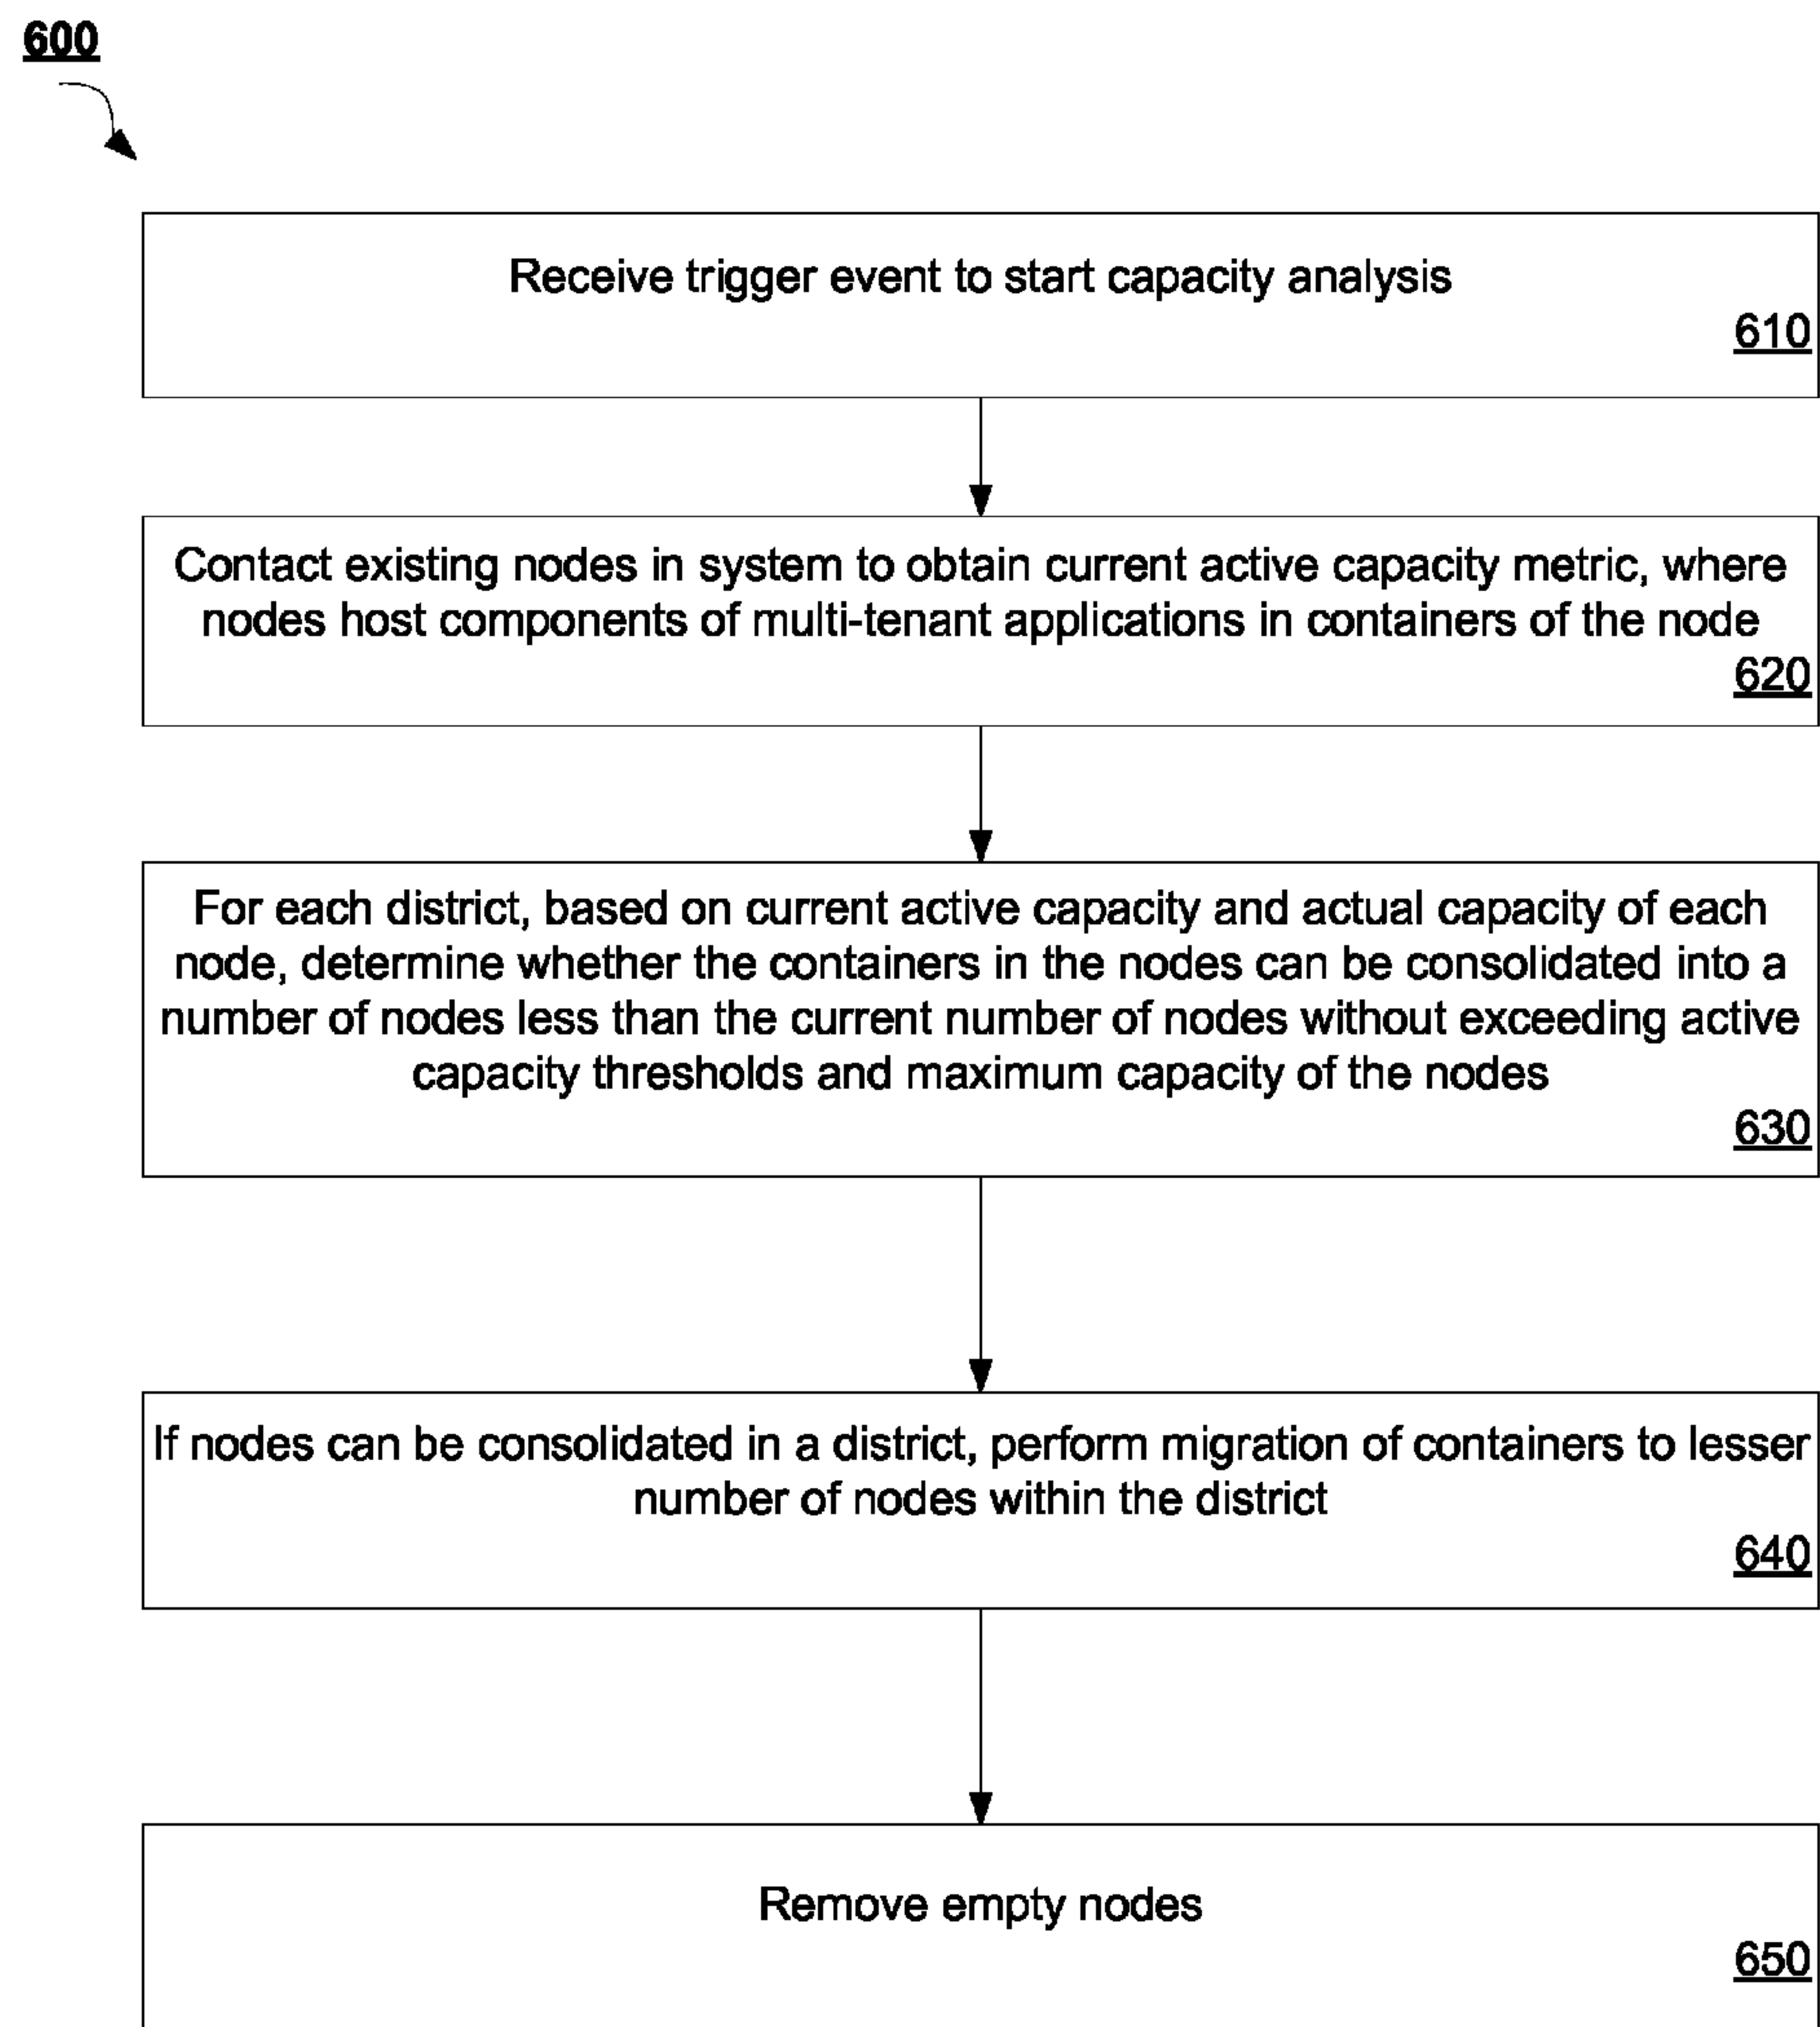 600
Receive trigger event to start capacity analysis
610
Contact existing nodes in system to obtain current active capacity metric, where
nodes host components of multi-tenant applications in containers of the node
620
For each district, based on current active capacity and actual capacity of each
node, determine whether the containers in the nodes can be consolidated into a
number of nodes less than the current number of nodes without exceeding active
capacity thresholds and maximum capacity of the nodes
630
If nodes can be consolidated in a district, perform migration of containers to lesser
number of nodes within the district
640
Remove empty nodes
650